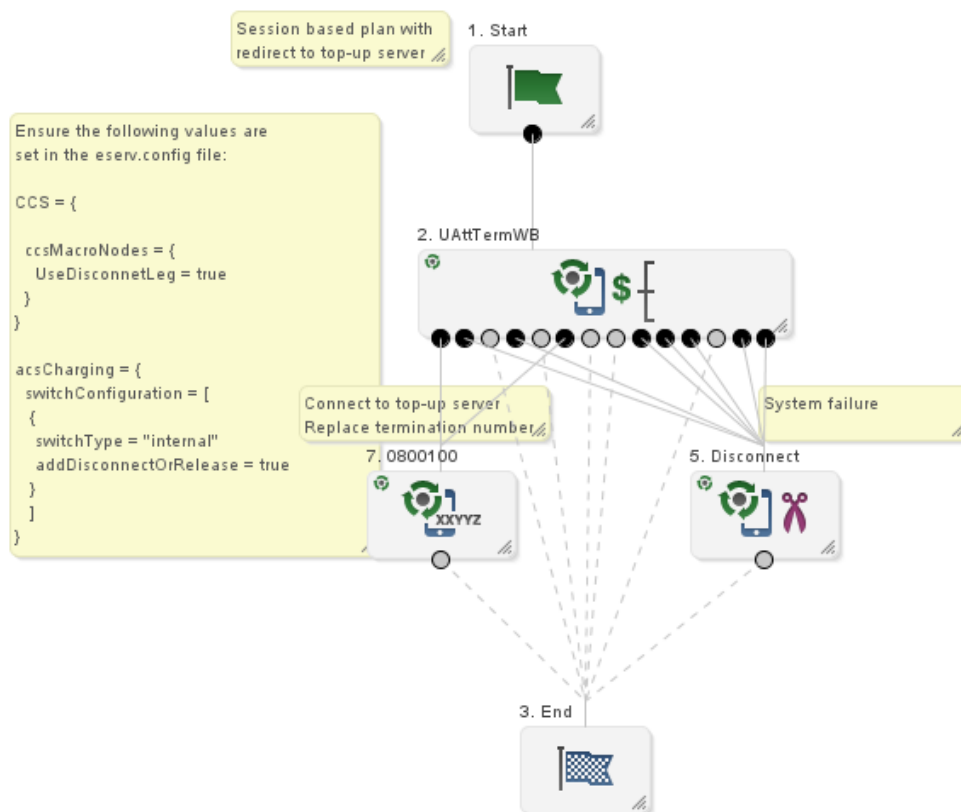 Session based plan with
redirect to top-up server
1. Start
Ensure the following values are
set in the eserv.config file:
CCS = {
ccsMacroNodes = {
UseDisconnetLeg = true
}
}
acsCharging = {
switchConfiguration = [
{
switchType = "internal"
addDisconnectOrRelease = true
}
]
}
2. UAttTermWB
$
Connect to top-up server
Replace termination number
System failure
7. 0800100
XXYYZ
5. Disconnect
3. End